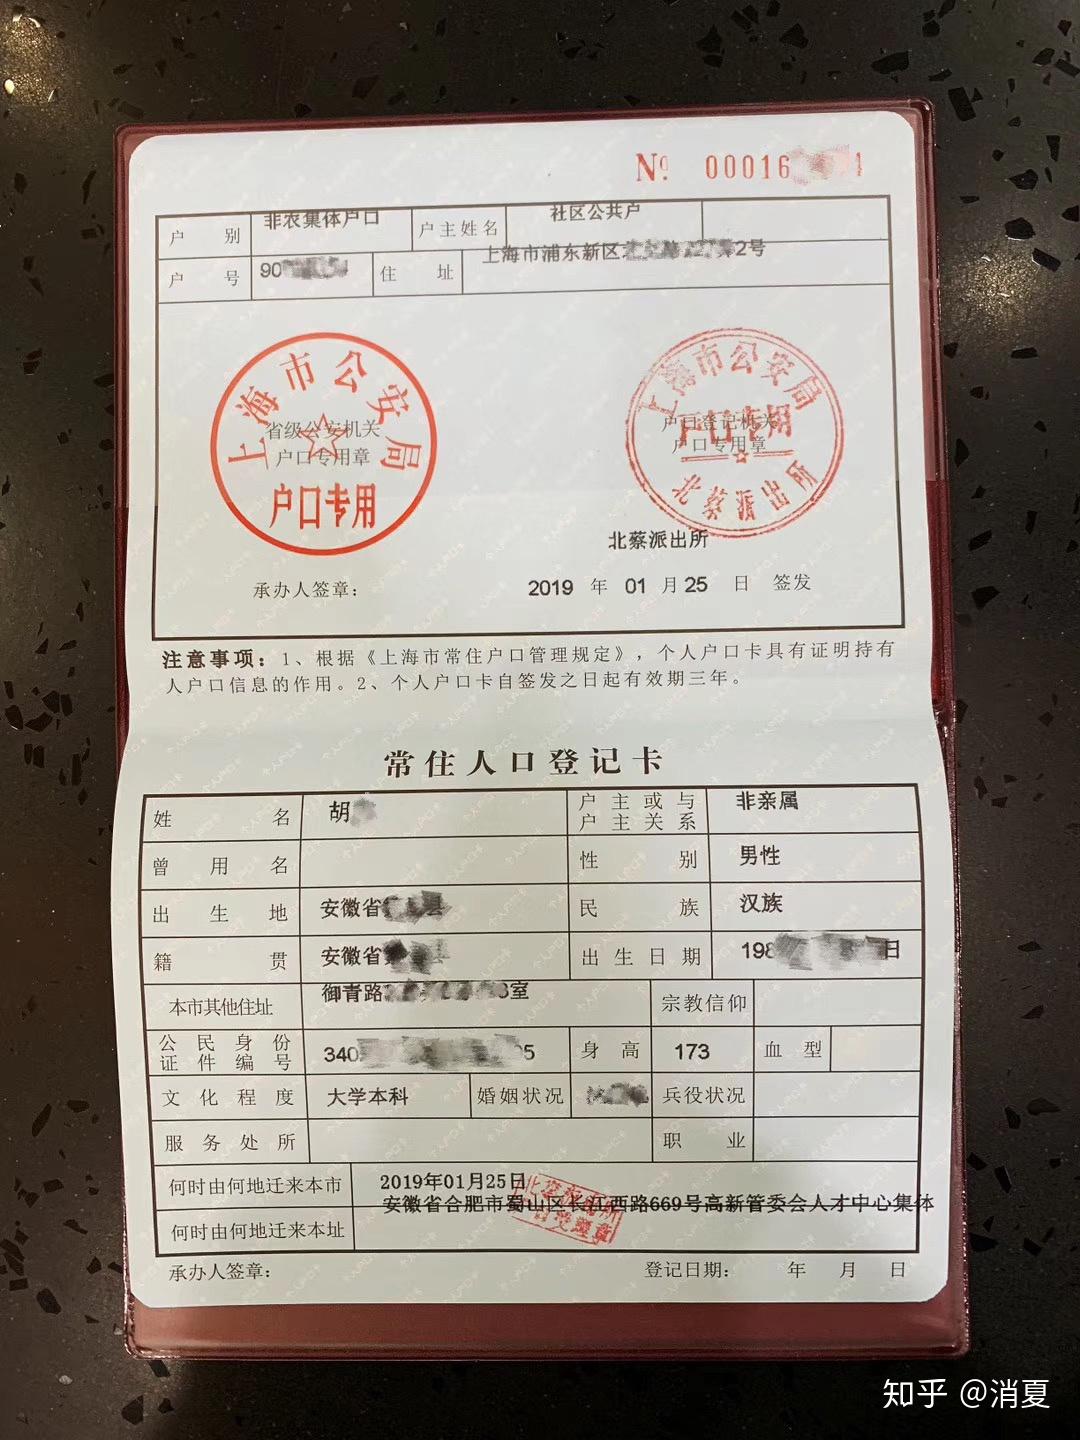 № 00016 4
户别 非农集体户口 户主姓名 社区公共户
户号 90 住址 上海市浦东新区 2号
上海市公安局
省级公安机关
户口专用章
户口专用
上海市公安局
户口登记机关
户口专用章
户口专用
北蔡派出所
北蔡派出所
承办人签章： 2019 年 01 月 25 日 签发
注意事项：1、根据《上海市常住户口管理规定》，个人户口卡具有证明持有
人户口信息的作用。2、个人户口卡自签发之日起有效期三年。
常住人口登记卡
姓名 胡 户主或与户主关系 非亲属
曾用名 性别 男性
出生地 安徽省 县 民族 汉族
籍贯 安徽省 县 出生日期 198 日
本市其他住址 御青路 室 宗教信仰
公民身份证件编号 340 05 身高 173 血型
文化程度 大学本科 婚姻状况 兵役状况
服务处所 职业
何时由何地迁来本市 2019年01月25日
安徽省合肥市蜀山区长江西路669号高新管委会人才中心集体
何时由何地迁来本址
承办人签章： 登记日期： 年 月 日
知乎 @消夏